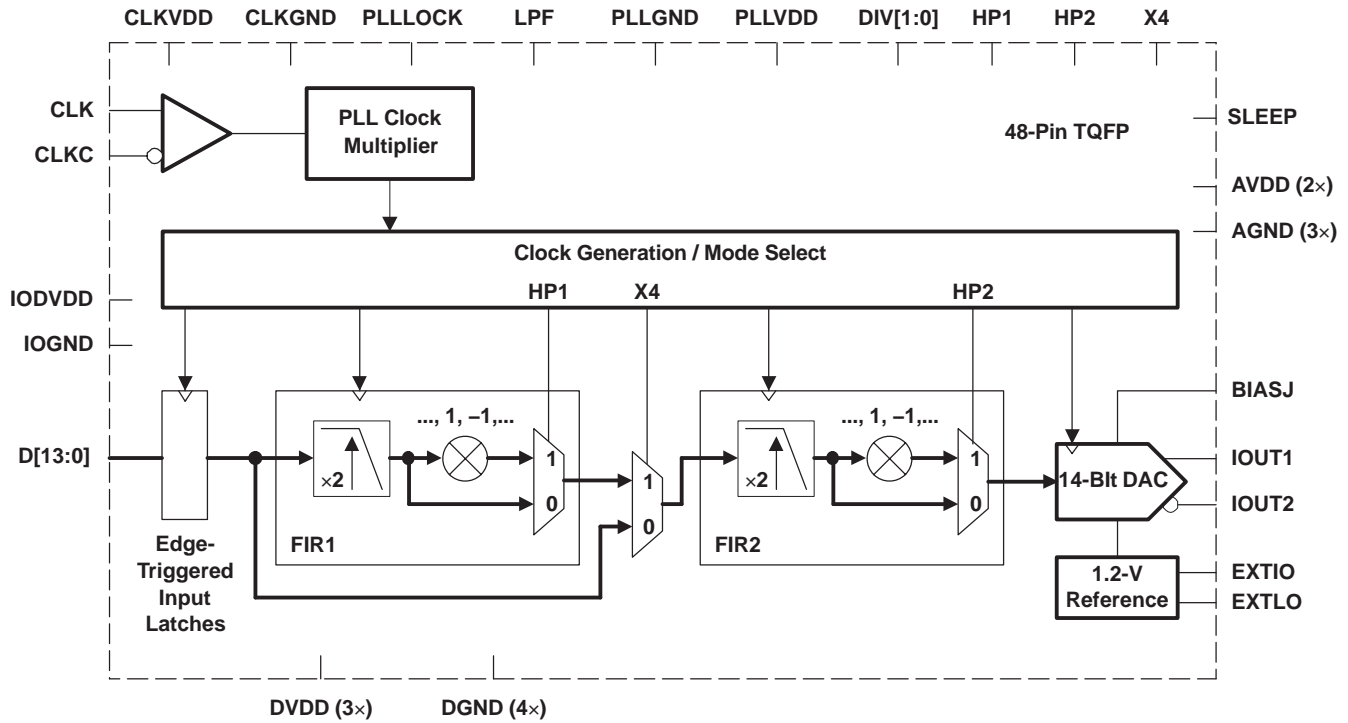 CLKVDD CLKGND PLLLOCK LPF PLLGND PLLVDD DIV[1:0] HP1 HP2 X4
CLK
CLKC
PLL Clock
Multiplier
48-Pin TQFP
SLEEP
AVDD (2×)
AGND (3×)
Clock Generation / Mode Select
HP1 X4 HP2
IODVDD
IOGND
BIASJ
..., 1, –1,...
..., 1, –1,...
D[13:0]
×2
1
0
1
0
×2
1
0
14-BIt DAC
IOUT1
IOUT2
FIR1
FIR2
Edge-
Triggered
Input
Latches
1.2-V
Reference
EXTIO
EXTLO
DVDD (3×) DGND (4×)